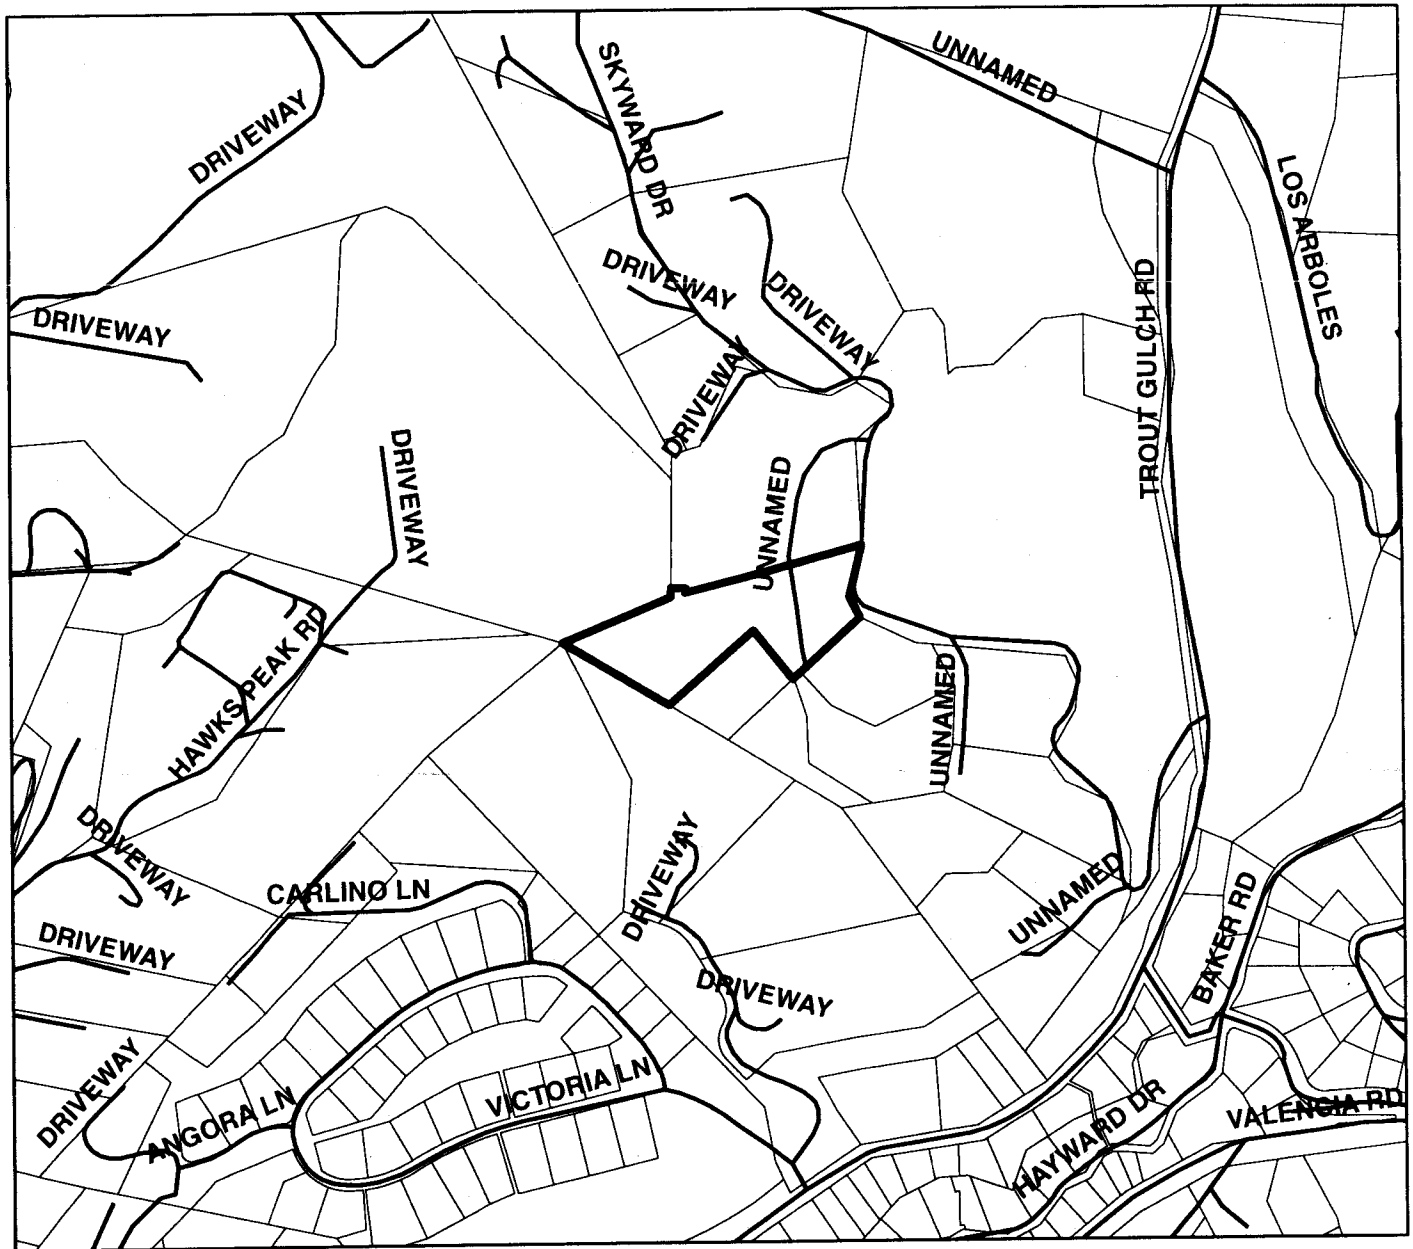 UNNAMED
SKYWARD DR
DRIVEWAY
LOS ARBOLES
DRIVEWAY
DRIVEWAY
TROUT GULCH RD
DRIVEWAY
DRIVEWAY
DRIVEWAY
UNNAMED
HAWKS PEAK RD
UNNAMED
DRIVEWAY
DRIVEWAY
CARLINO LN
UNNAMED
BAKER RD
DRIVEWAY
DRIVEWAY
DRIVEWAY
ANGORA LN
VICTORIA LN
HAYWARD DR
VALENCIA RD